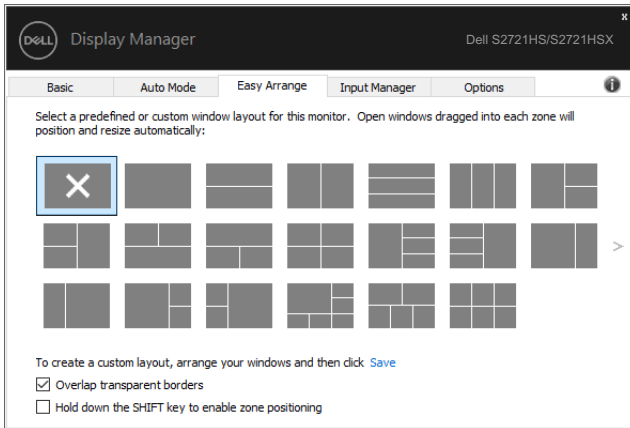 x
DELL Display Manager Dell S2721HS/S2721HSX
Basic Auto Mode Easy Arrange Input Manager Options i
Select a predefined or custom window layout for this monitor. Open windows dragged into each zone will
position and resize automatically:
>
To create a custom layout, arrange your windows and then click Save
Overlap transparent borders
Hold down the SHIFT key to enable zone positioning